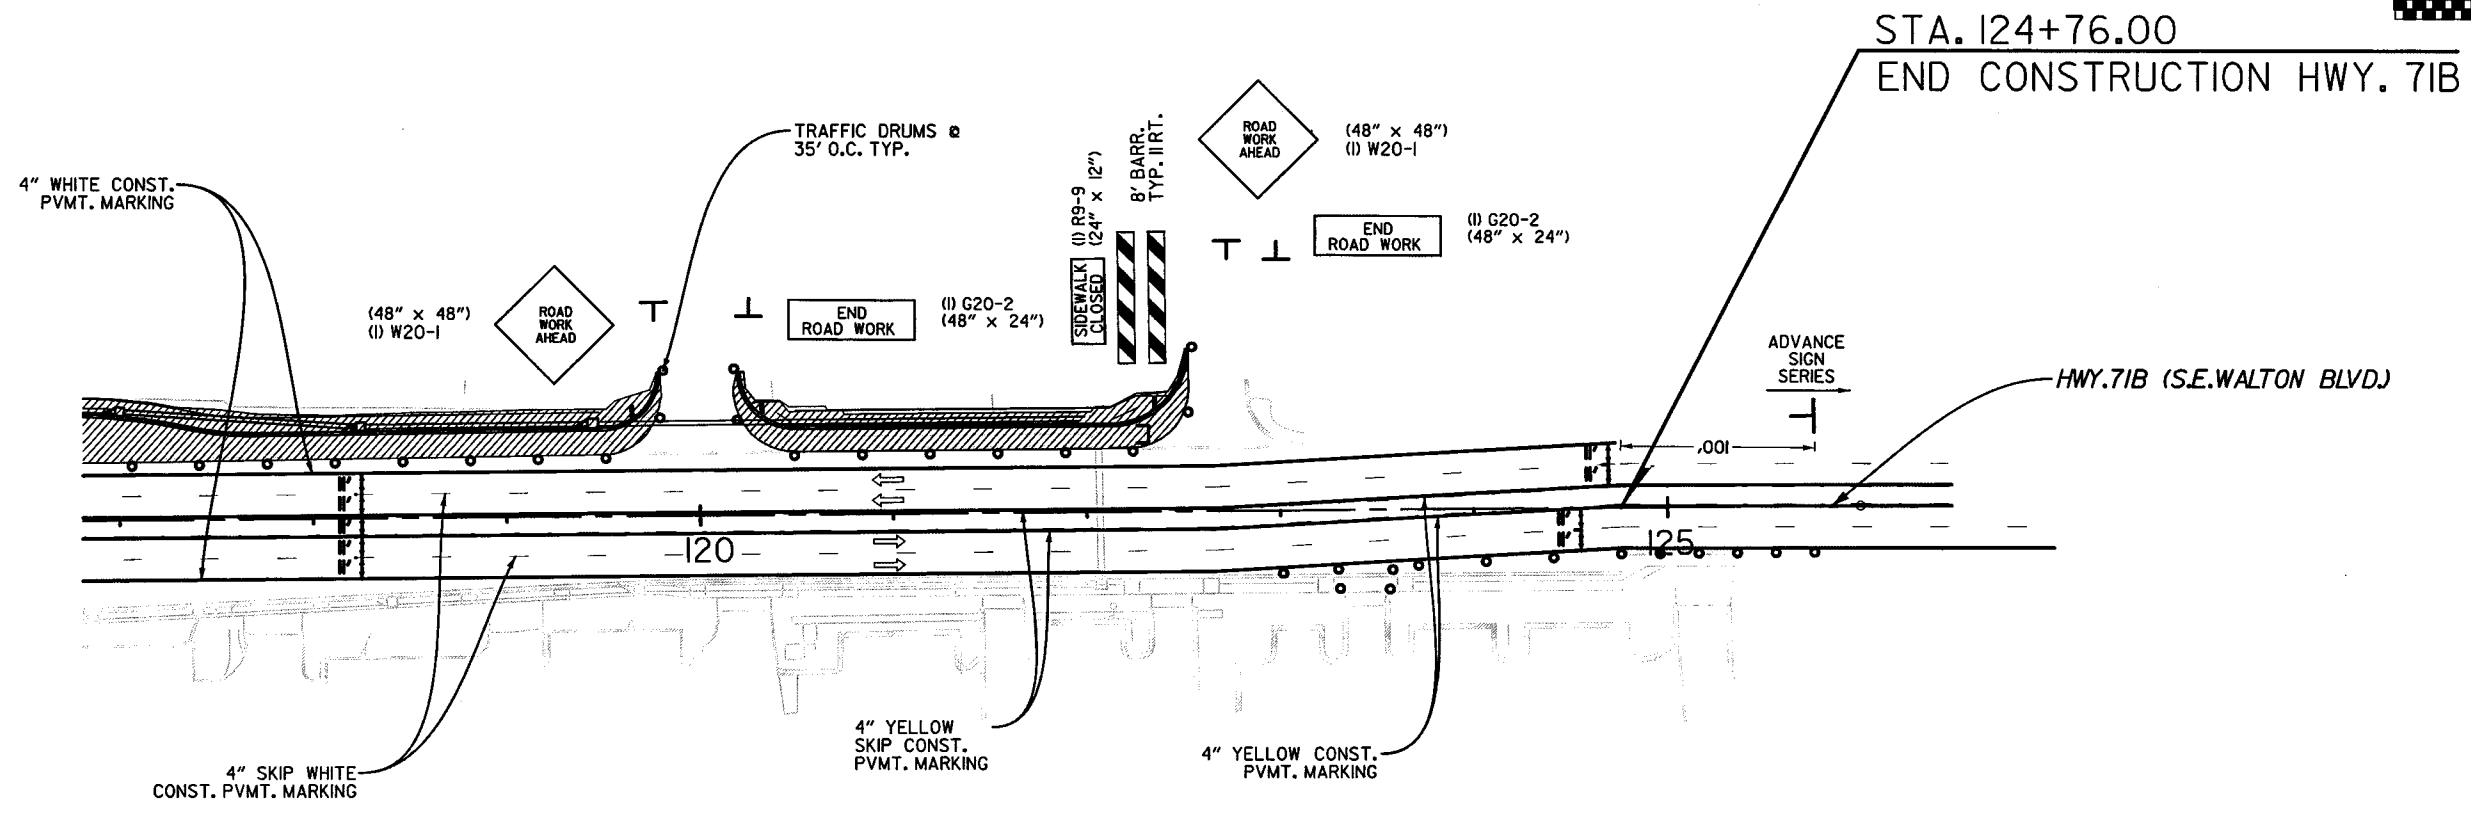 STA. 124+76.00
END CONSTRUCTION HWY. 71B
TRAFFIC DRUMS @
35' O.C. TYP.
4" WHITE CONST.
PVMT. MARKING
(48" x 48")
(1) W20-1
ROAD
WORK
AHEAD
END
ROAD WORK
(1) G20-2
(48" x 24")
SIDEWALK
CLOSED
(1) R9-9
(24" x 12")
8' BARR.
TYP. II RT.
ROAD
WORK
AHEAD
(48" x 48")
(1) W20-1
END
ROAD WORK
(1) G20-2
(48" x 24")
ADVANCE
SIGN
SERIES
HWY.71B (S.E.WALTON BLVD.)
100'
120
125
4" SKIP WHITE
CONST. PVMT. MARKING
4" YELLOW
SKIP CONST.
PVMT. MARKING
4" YELLOW CONST.
PVMT. MARKING